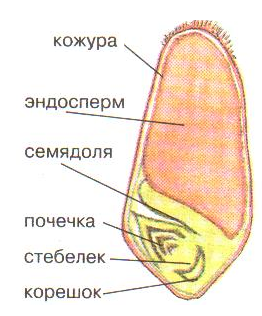 кожура
эндосперм
семядоля
почечка
стебелек
корешок